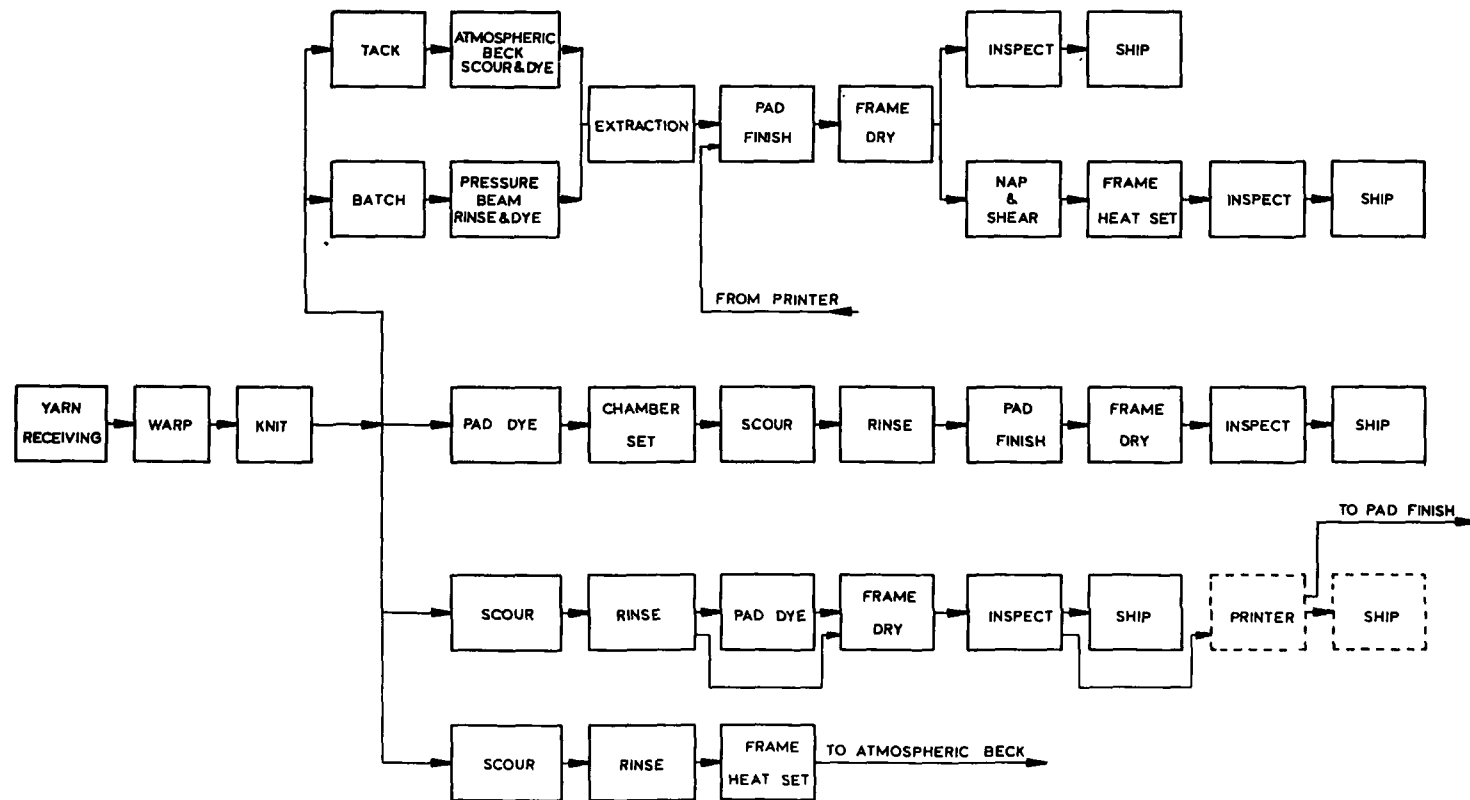 TACK
ATMOSPHERIC
BECK
SCOUR & DYE
EXTRACTION
PAD
FINISH
FRAME
DRY
INSPECT
SHIP
BATCH
PRESSURE
BEAM
RINSE & DYE
NAP
&
SHEAR
FRAME
HEAT SET
INSPECT
SHIP
FROM PRINTER
YARN
RECEIVING
WARP
KNIT
PAD DYE
CHAMBER
SET
SCOUR
RINSE
PAD
FINISH
FRAME
DRY
INSPECT
SHIP
TO PAD FINISH
SCOUR
RINSE
PAD DYE
FRAME
DRY
INSPECT
SHIP
PRINTER
SHIP
SCOUR
RINSE
FRAME
HEAT SET
TO ATMOSPHERIC BECK